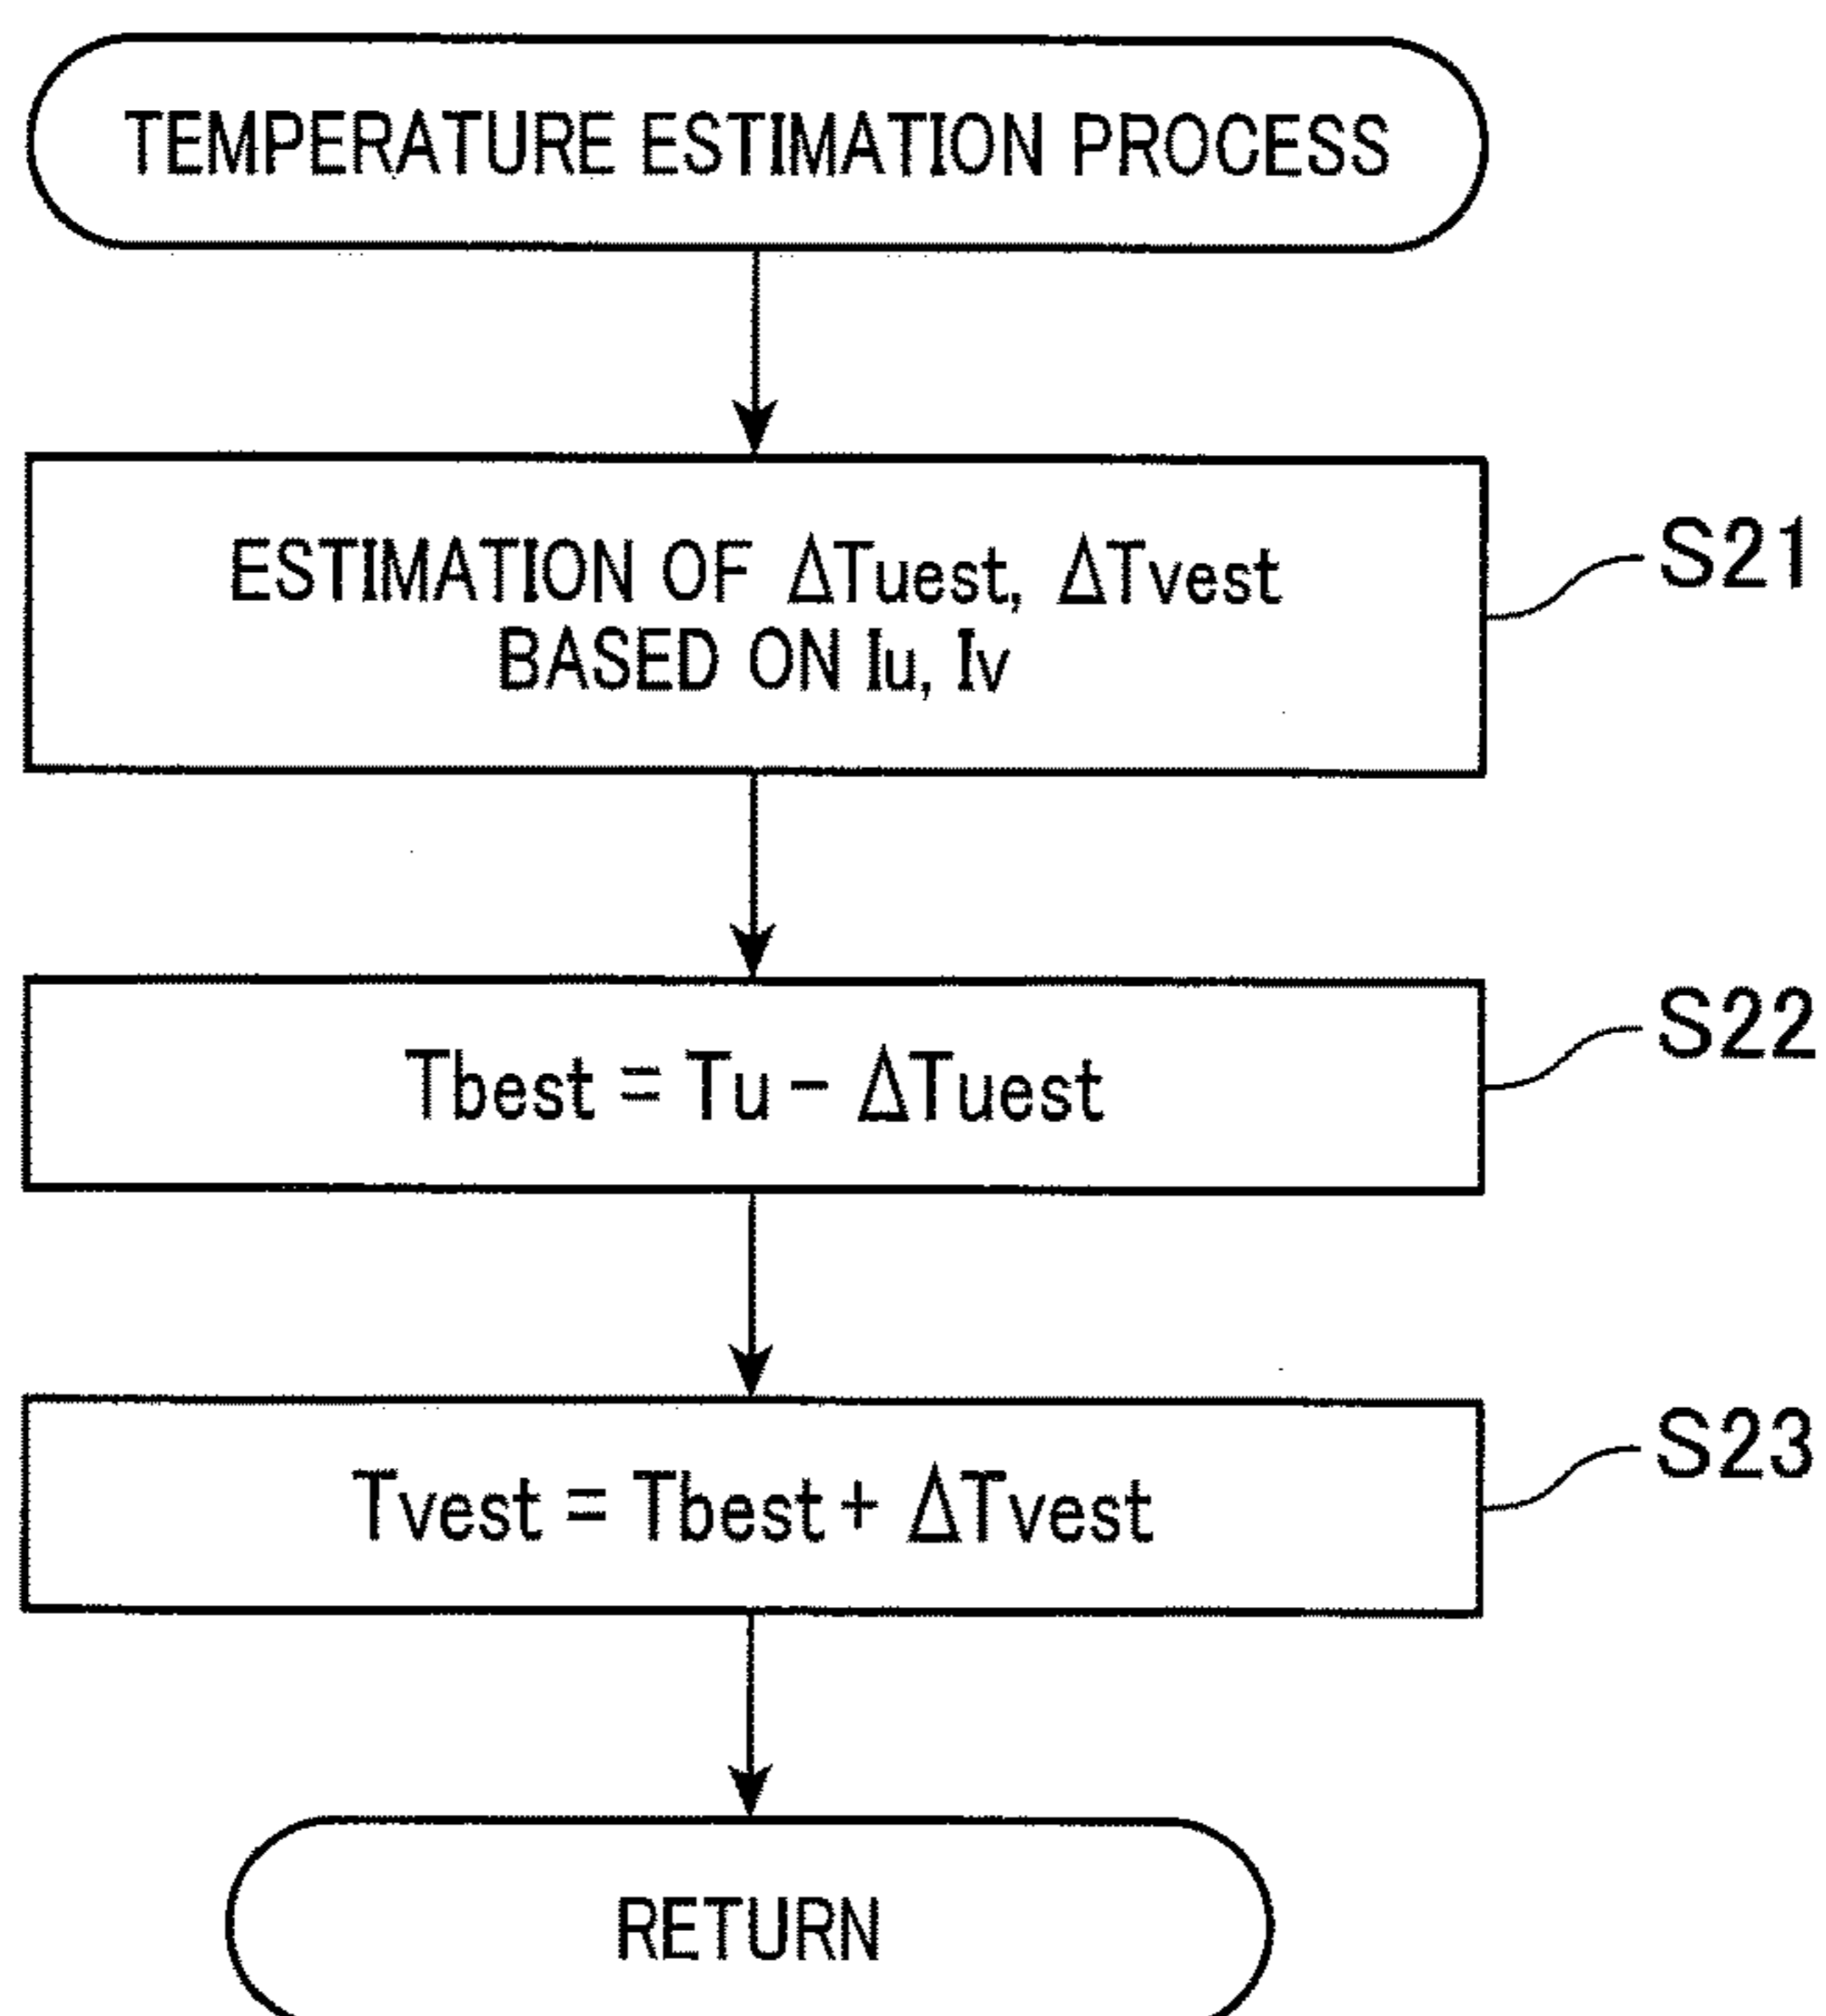 TEMPERATURE ESTIMATION PROCESS
ESTIMATION OF ΔTuest, ΔTvest
BASED ON Iu, Iv
S21
Tbest = Tu - ΔTuest
S22
Tvest = Tbest + ΔTvest
S23
RETURN